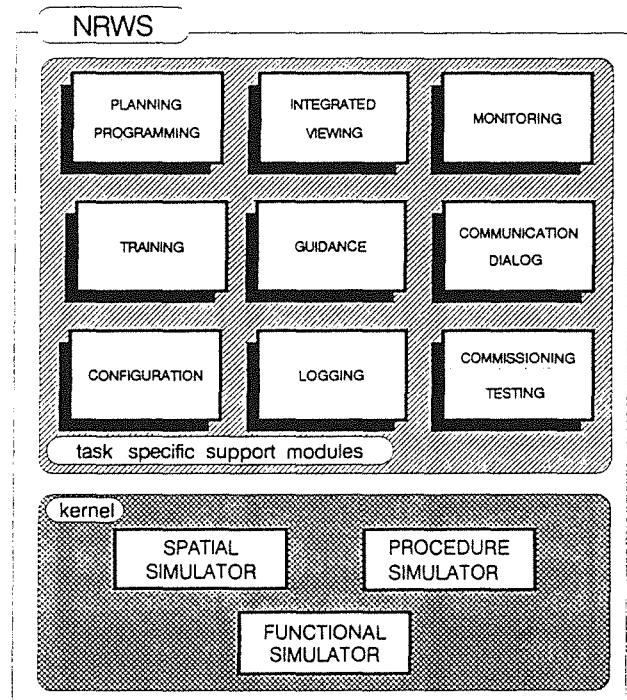 NRWS
PLANNING
PROGRAMMING
INTEGRATED
VIEWING
MONITORING
TRAINING
GUIDANCE
COMMUNICATION
DIALOG
CONFIGURATION
LOGGING
COMMISSIONING
TESTING
task specific support modules
kernel
SPATIAL
SIMULATOR
PROCEDURE
SIMULATOR
FUNCTIONAL
SIMULATOR